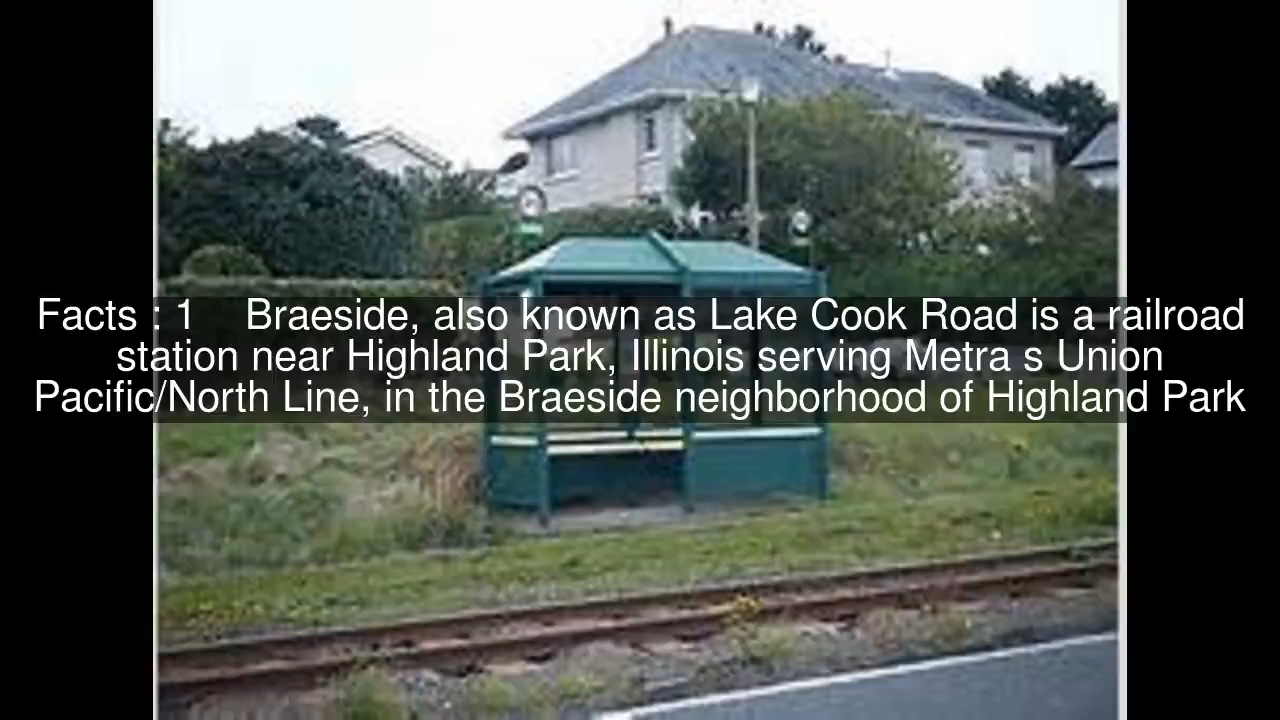 Facts : 1 Braeside, also known as Lake Cook Road is a railroad
station near Highland Park, Illinois serving Metra s Union
Pacific/North Line, in the Braeside neighborhood of Highland Park